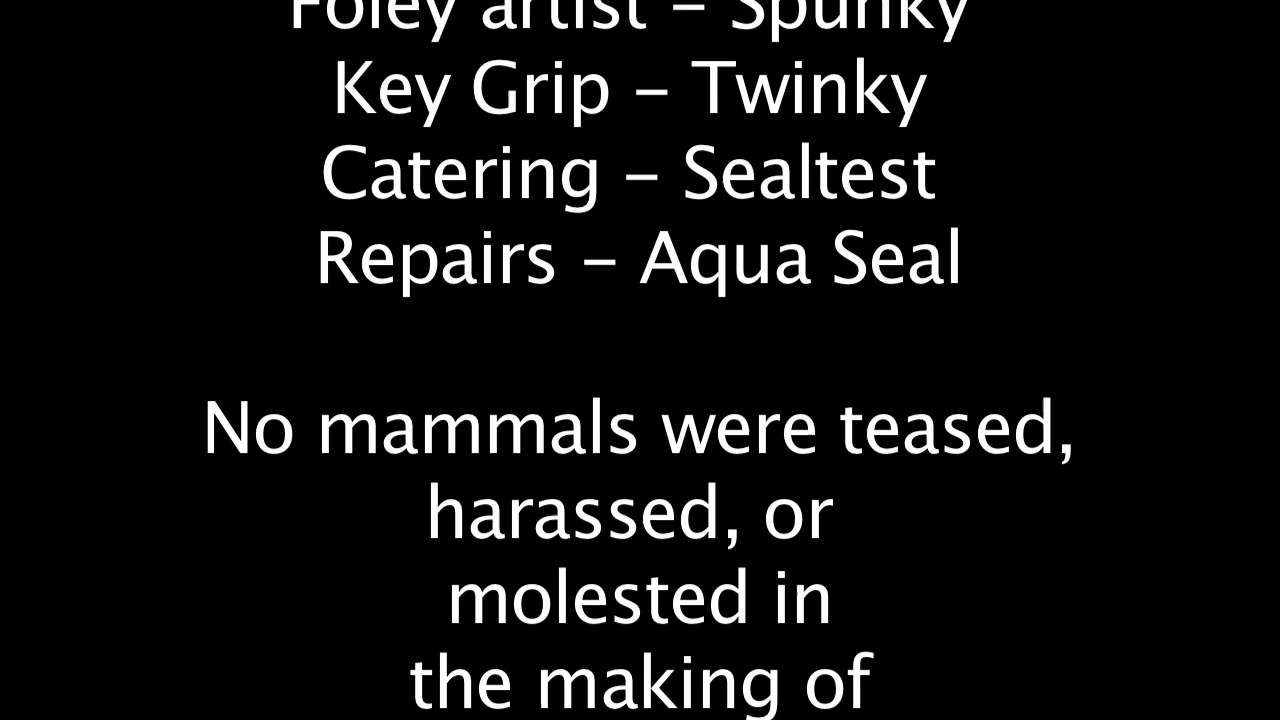 Foley artist - Spunky
Key Grip - Twinky
Catering - Sealtest
Repairs - Aqua Seal
No mammals were teased,
harassed, or
molested in
the making of